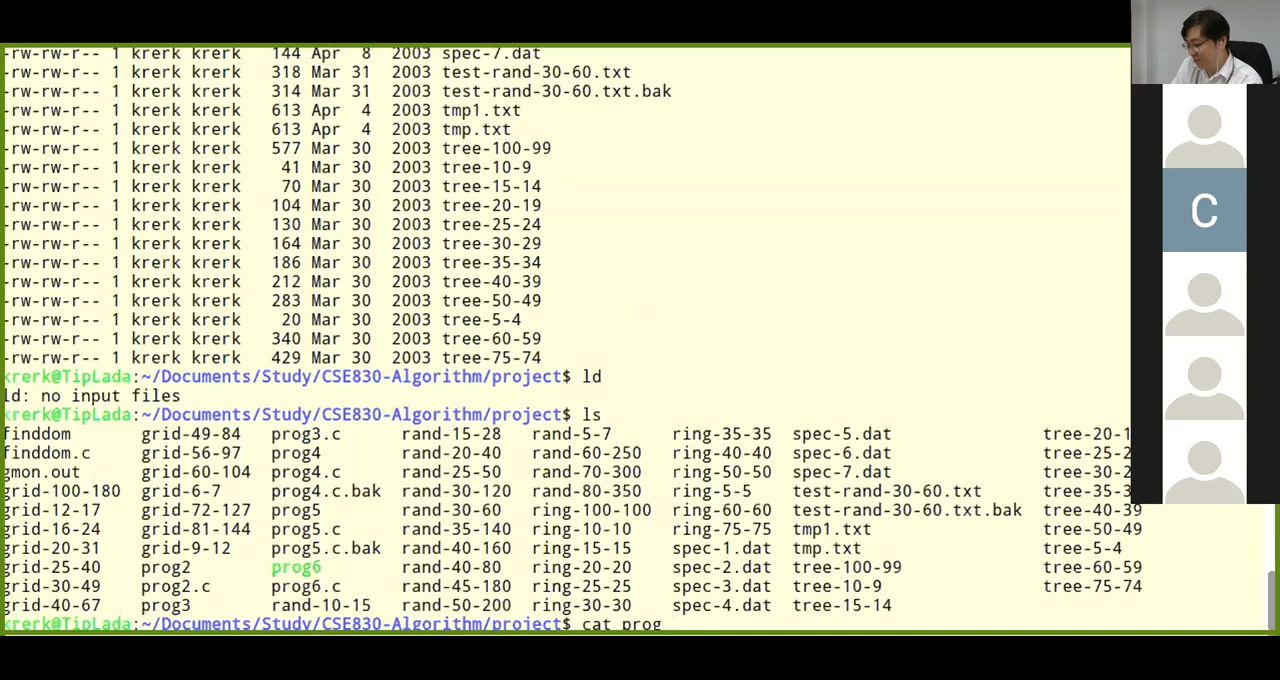 -rw-rw-r-- 1 krerk krerk 144 Apr 8 2003 spec-7.dat
-rw-rw-r-- 1 krerk krerk 318 Mar 31 2003 test-rand-30-60.txt
-rw-rw-r-- 1 krerk krerk 314 Mar 31 2003 test-rand-30-60.txt.bak
-rw-rw-r-- 1 krerk krerk 613 Apr 4 2003 tmp1.txt
-rw-rw-r-- 1 krerk krerk 613 Apr 4 2003 tmp.txt
-rw-rw-r-- 1 krerk krerk 577 Mar 30 2003 tree-100-99
-rw-rw-r-- 1 krerk krerk 41 Mar 30 2003 tree-10-9
-rw-rw-r-- 1 krerk krerk 70 Mar 30 2003 tree-15-14
-rw-rw-r-- 1 krerk krerk 104 Mar 30 2003 tree-20-19
-rw-rw-r-- 1 krerk krerk 130 Mar 30 2003 tree-25-24
-rw-rw-r-- 1 krerk krerk 164 Mar 30 2003 tree-30-29
-rw-rw-r-- 1 krerk krerk 186 Mar 30 2003 tree-35-34
-rw-rw-r-- 1 krerk krerk 212 Mar 30 2003 tree-40-39
-rw-rw-r-- 1 krerk krerk 283 Mar 30 2003 tree-50-49
-rw-rw-r-- 1 krerk krerk 20 Mar 30 2003 tree-5-4
-rw-rw-r-- 1 krerk krerk 340 Mar 30 2003 tree-60-59
-rw-rw-r-- 1 krerk krerk 429 Mar 30 2003 tree-75-74
krerk@TipLada:~/Documents/Study/CSE830-Algorithm/project$ ld
ld: no input files
krerk@TipLada:~/Documents/Study/CSE830-Algorithm/project$ ls
finddom grid-49-84 prog3.c rand-15-28 rand-5-7 ring-35-35 spec-5.dat tree-20-1
finddom.c grid-56-97 prog4 rand-20-40 rand-60-250 ring-40-40 spec-6.dat tree-25-2
gmon.out grid-60-104 prog4.c rand-25-50 rand-70-300 ring-50-50 spec-7.dat tree-30-2
grid-100-180 grid-6-7 prog4.c.bak rand-30-120 rand-80-350 ring-5-5 test-rand-30-60.txt tree-35-3
grid-12-17 grid-72-127 prog5 rand-30-60 ring-100-100 ring-60-60 test-rand-30-60.txt.bak tree-40-39
grid-16-24 grid-81-144 prog5.c rand-35-140 ring-10-10 ring-75-75 tmp1.txt tree-50-49
grid-20-31 grid-9-12 prog5.c.bak rand-40-160 ring-15-15 spec-1.dat tmp.txt tree-5-4
grid-25-40 prog2 prog6 rand-40-80 ring-20-20 spec-2.dat tree-100-99 tree-60-59
grid-30-49 prog2.c prog6.c rand-45-180 ring-25-25 spec-3.dat tree-10-9 tree-75-74
grid-40-67 prog3 rand-10-15 rand-50-200 ring-30-30 spec-4.dat tree-15-14
krerk@TipLada:~/Documents/Study/CSE830-Algorithm/project$ cat prog
C